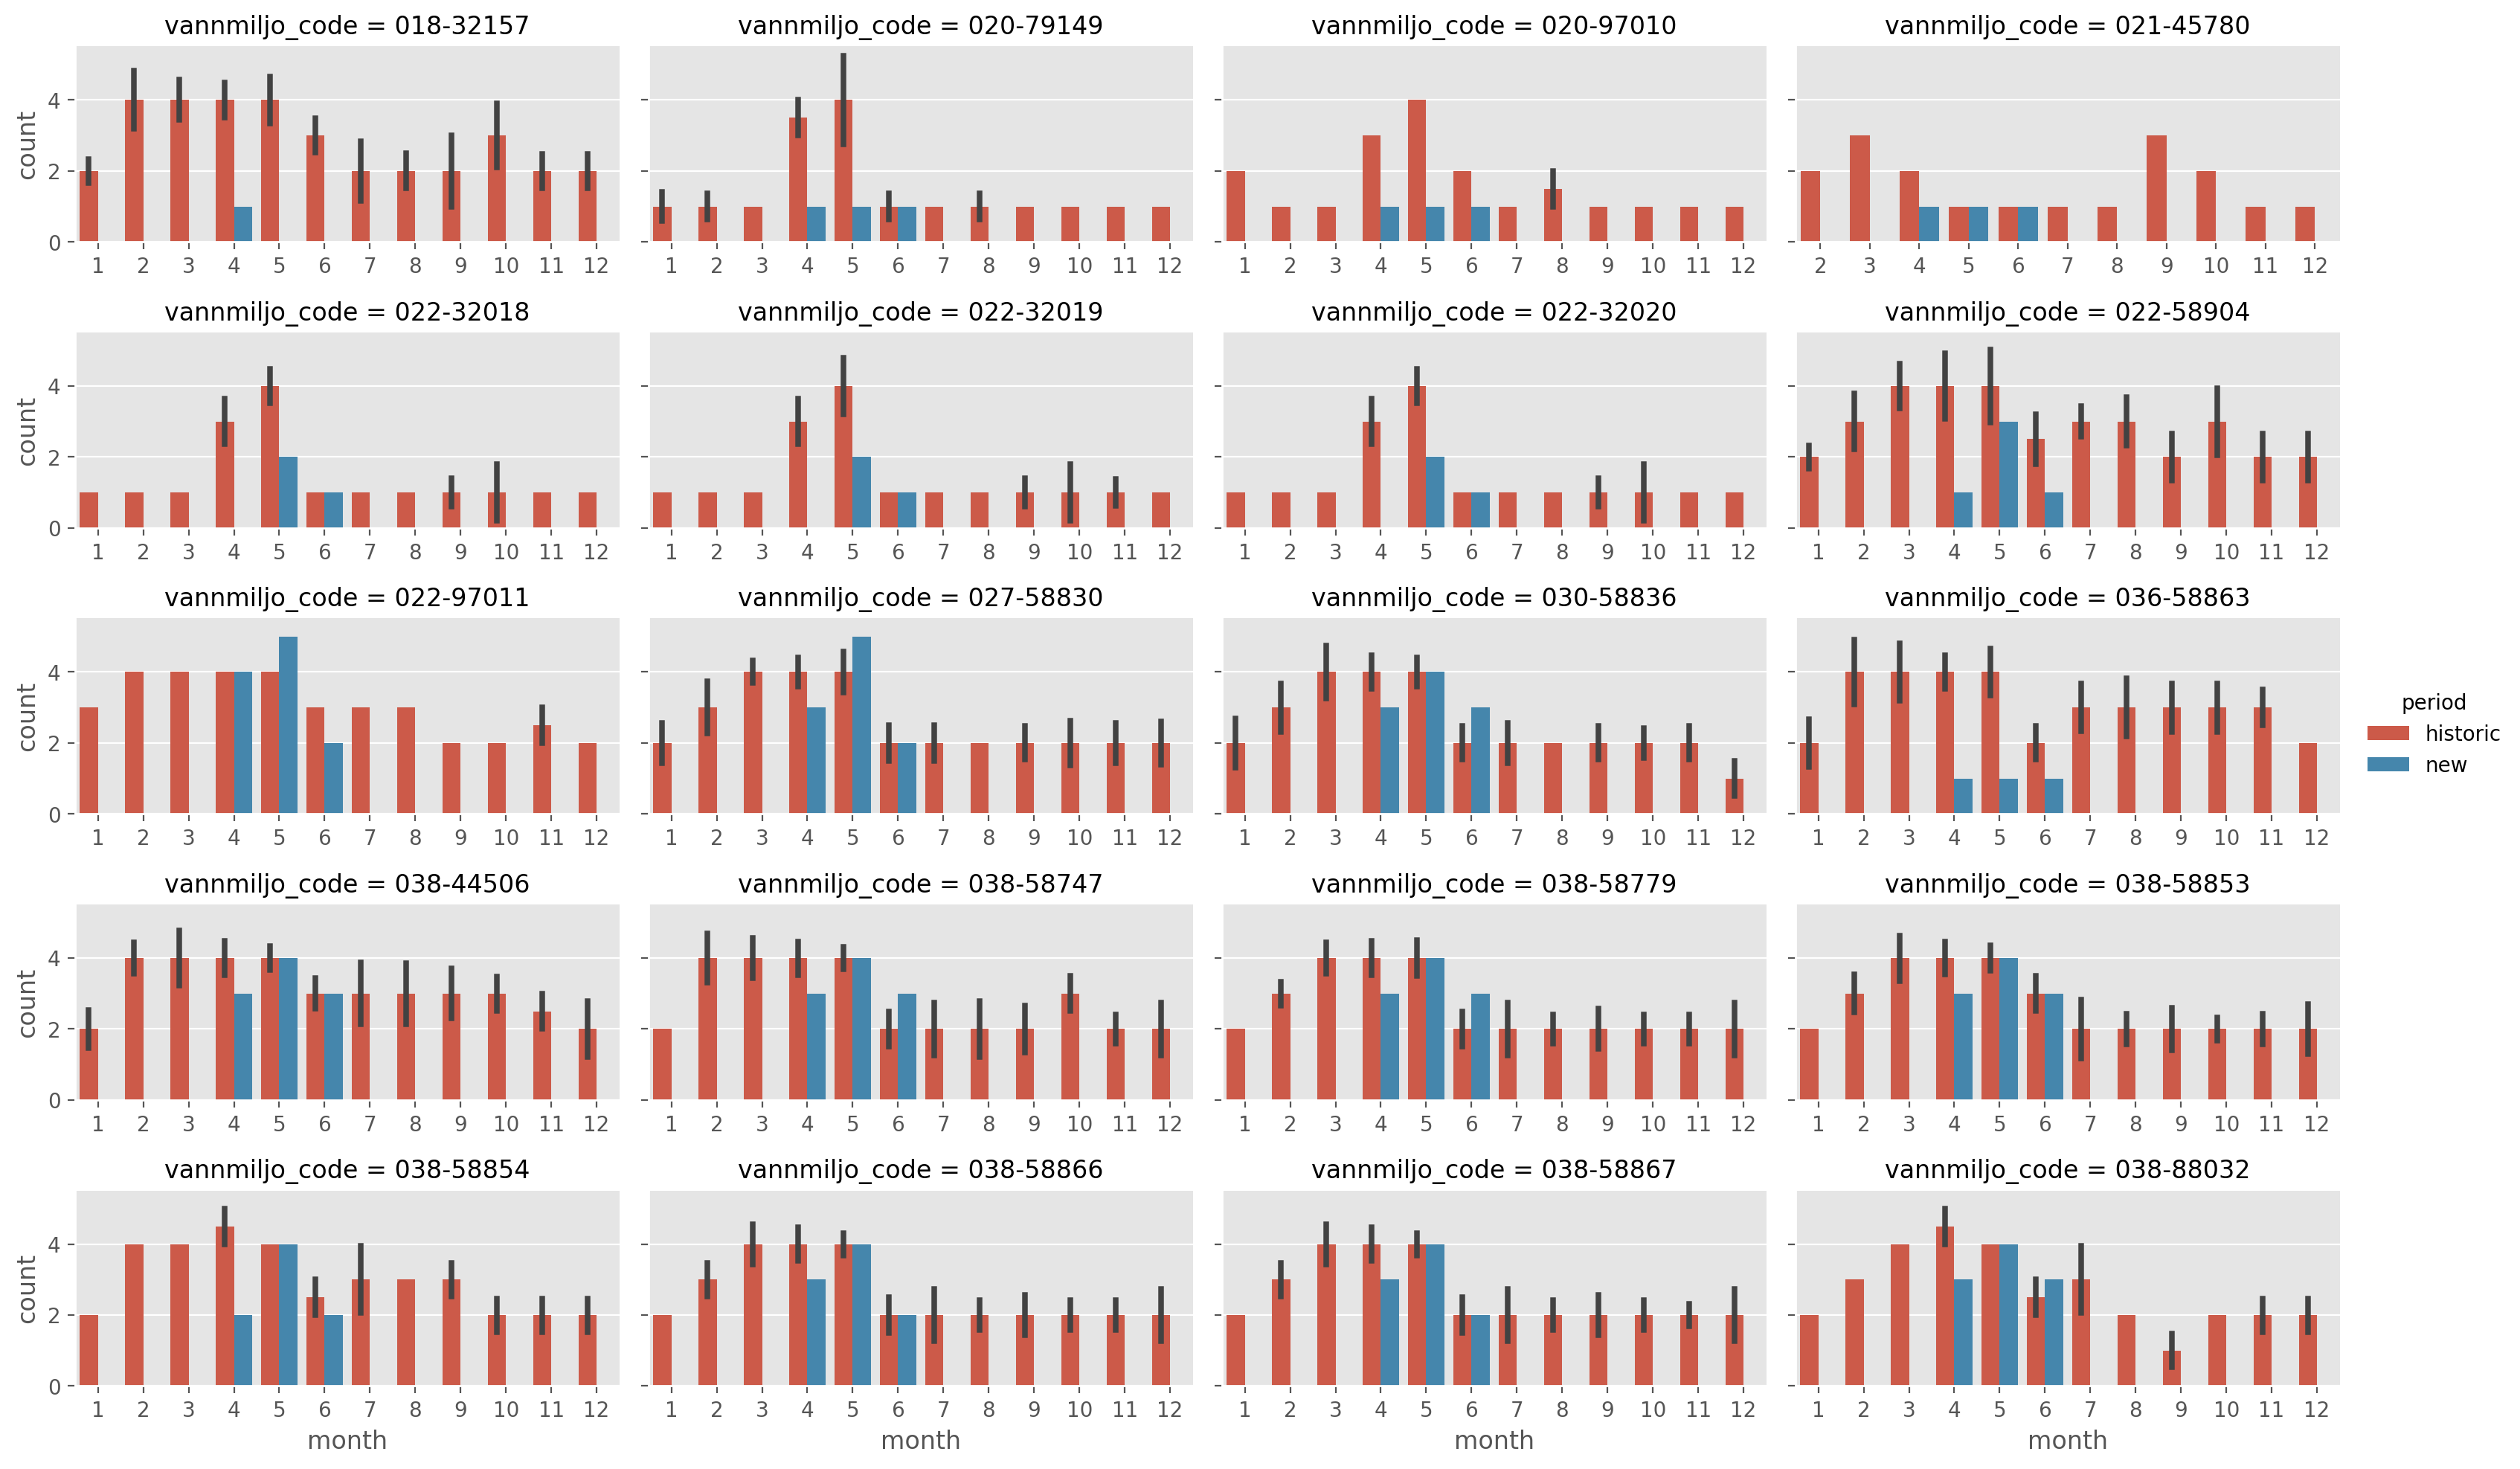 vannmiljo_code = 018-32157
vannmiljo_code = 020-79149
vannmiljo_code = 020-97010
vannmiljo_code = 021-45780
count
4
2
0
1 2 3 4 5 6 7 8 9 10 11 12
1 2 3 4 5 6 7 8 9 10 11 12
1 2 3 4 5 6 7 8 9 10 11 12
2 3 4 5 6 7 8 9 10 11 12
vannmiljo_code = 022-32018
vannmiljo_code = 022-32019
vannmiljo_code = 022-32020
vannmiljo_code = 022-58904
count
4
2
0
1 2 3 4 5 6 7 8 9 10 11 12
1 2 3 4 5 6 7 8 9 10 11 12
1 2 3 4 5 6 7 8 9 10 11 12
1 2 3 4 5 6 7 8 9 10 11 12
vannmiljo_code = 022-97011
vannmiljo_code = 027-58830
vannmiljo_code = 030-58836
vannmiljo_code = 036-58863
count
4
2
0
1 2 3 4 5 6 7 8 9 10 11 12
1 2 3 4 5 6 7 8 9 10 11 12
1 2 3 4 5 6 7 8 9 10 11 12
1 2 3 4 5 6 7 8 9 10 11 12
period
historic
new
vannmiljo_code = 038-44506
vannmiljo_code = 038-58747
vannmiljo_code = 038-58779
vannmiljo_code = 038-58853
count
4
2
0
1 2 3 4 5 6 7 8 9 10 11 12
1 2 3 4 5 6 7 8 9 10 11 12
1 2 3 4 5 6 7 8 9 10 11 12
1 2 3 4 5 6 7 8 9 10 11 12
vannmiljo_code = 038-58854
vannmiljo_code = 038-58866
vannmiljo_code = 038-58867
vannmiljo_code = 038-88032
count
4
2
0
1 2 3 4 5 6 7 8 9 10 11 12
1 2 3 4 5 6 7 8 9 10 11 12
1 2 3 4 5 6 7 8 9 10 11 12
1 2 3 4 5 6 7 8 9 10 11 12
month
month
month
month